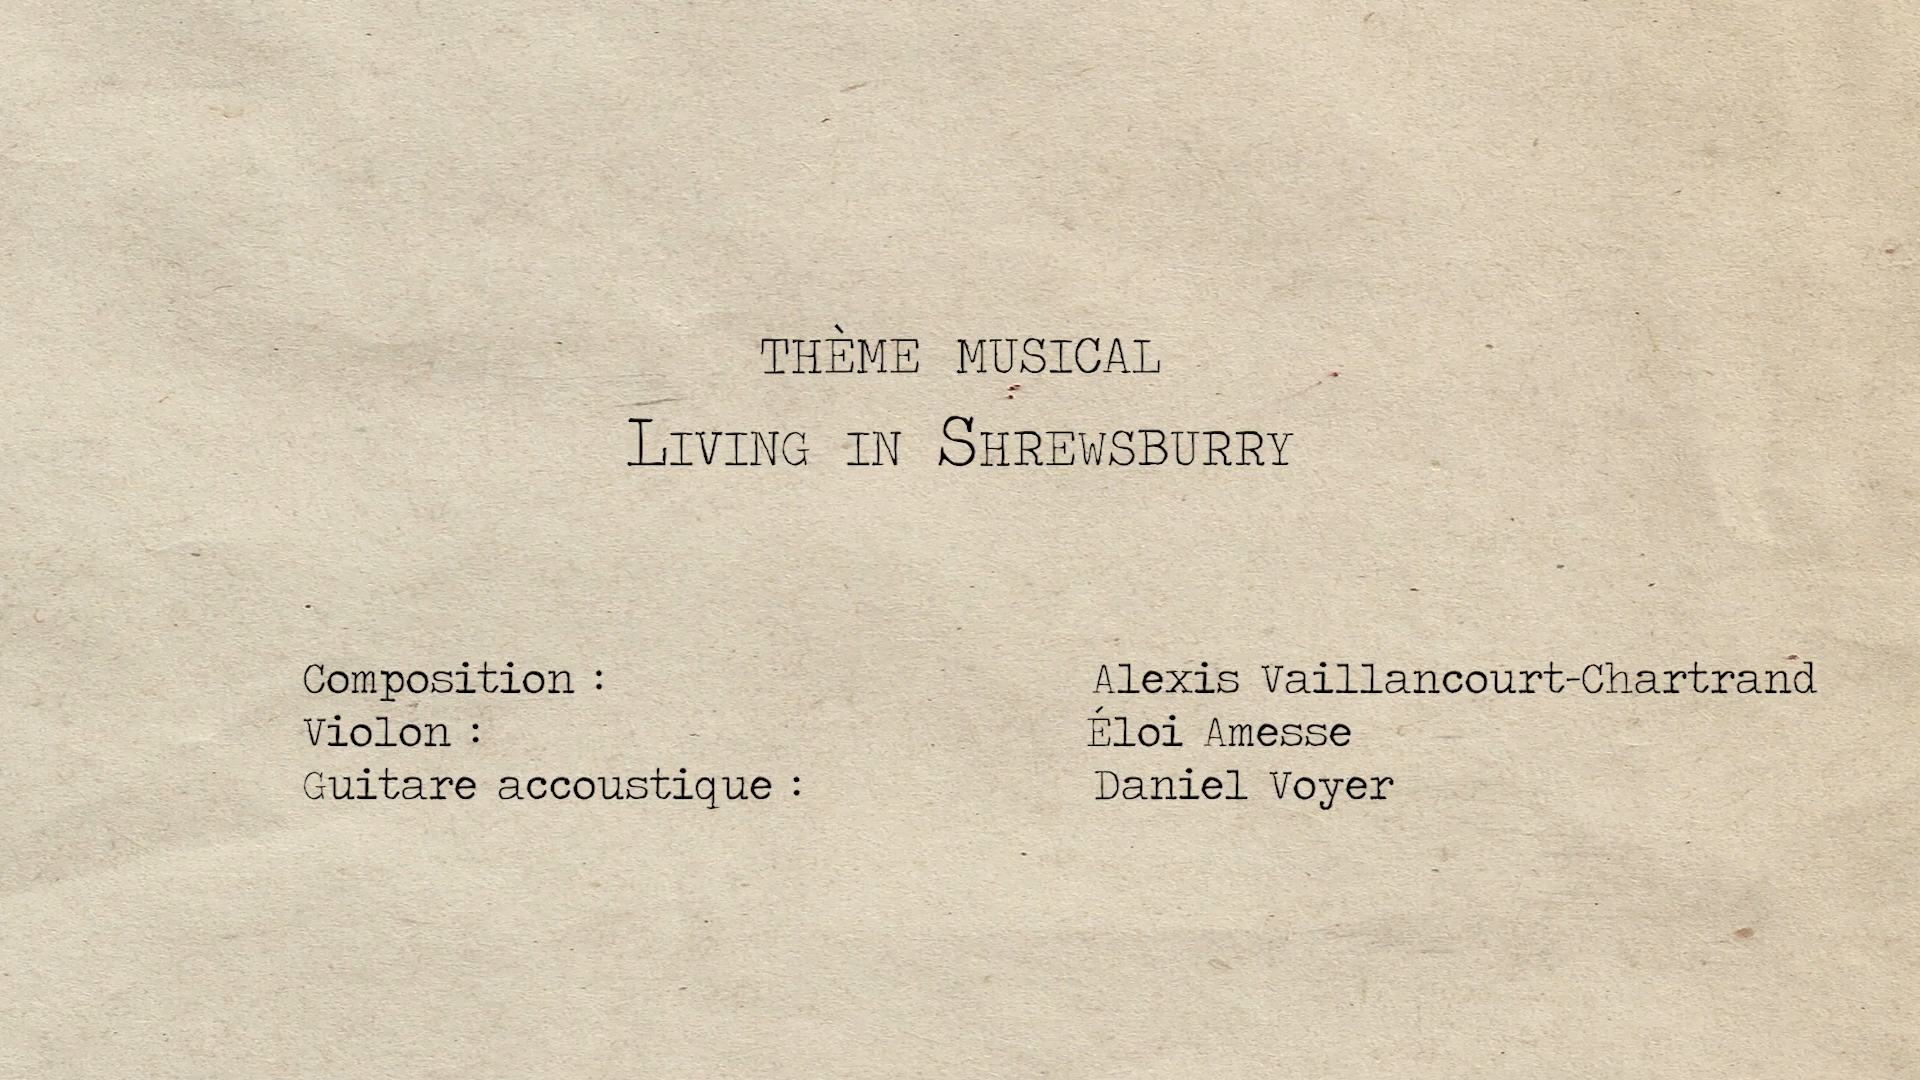 THÈME MUSICAL
LIVING IN SHREWSBURRY
Composition : Alexis Vaillancourt-Chartrand
Violon : Éloi Amesse
Guitare accoustique : Daniel Voyer